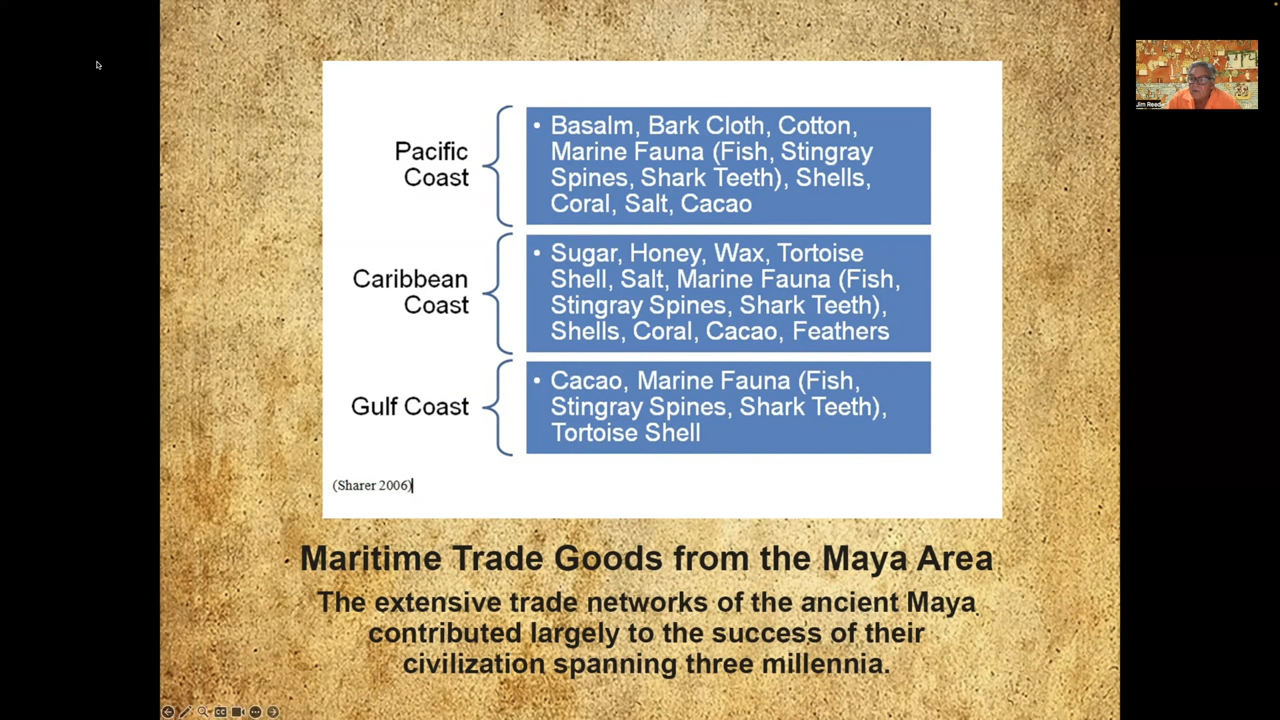 Pacific
Coast
• Basalm, Bark Cloth, Cotton,
Marine Fauna (Fish, Stingray
Spines, Shark Teeth), Shells,
Coral, Salt, Cacao
Caribbean
Coast
• Sugar, Honey, Wax, Tortoise
Shell, Salt, Marine Fauna (Fish,
Stingray Spines, Shark Teeth),
Shells, Coral, Cacao, Feathers
Gulf Coast
• Cacao, Marine Fauna (Fish,
Stingray Spines, Shark Teeth),
Tortoise Shell
(Sharer 2006)
Maritime Trade Goods from the Maya Area
The extensive trade networks of the ancient Maya
contributed largely to the success of their
civilization spanning three millennia.
Jim Reed
CC